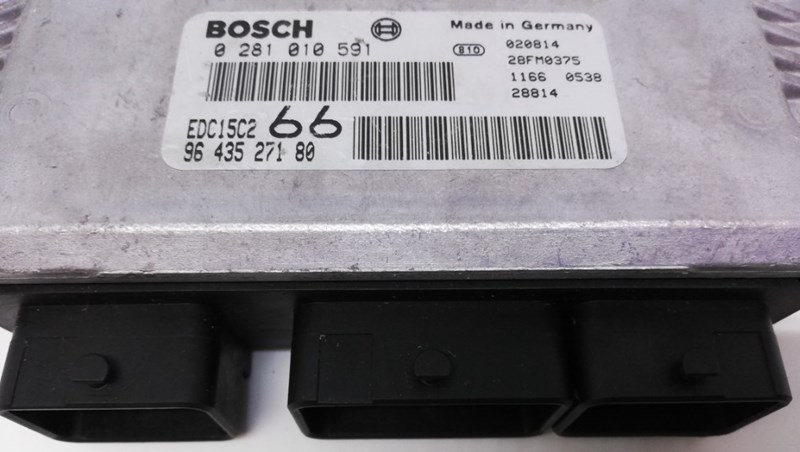 BOSCH
Made in Germany
0 281 010 591
810
020814
28FM0375
1166 0538
28814
EDC15C2 66
96 435 271 80